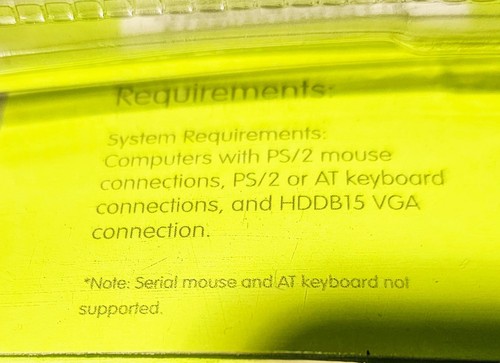 Requirements:
System Requirements:
Computers with PS/2 mouse
connections, PS/2 or AT keyboard
connections, and HDDB15 VGA
connection.
*Note: Serial mouse and AT keyboard not
supported.